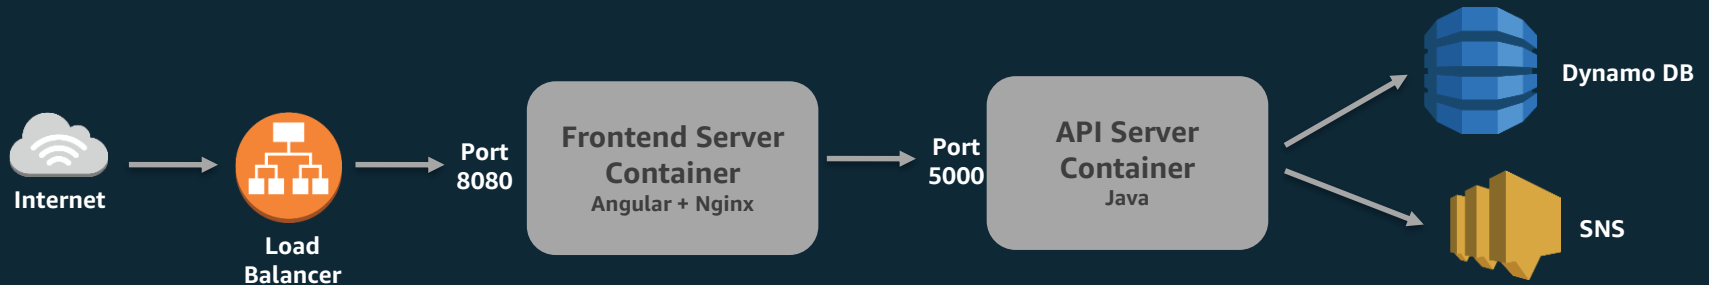 Internet
Load
Balancer
Port
8080
Frontend Server
Container
Angular + Nginx
Port
5000
API Server
Container
Java
Dynamo DB
SNS